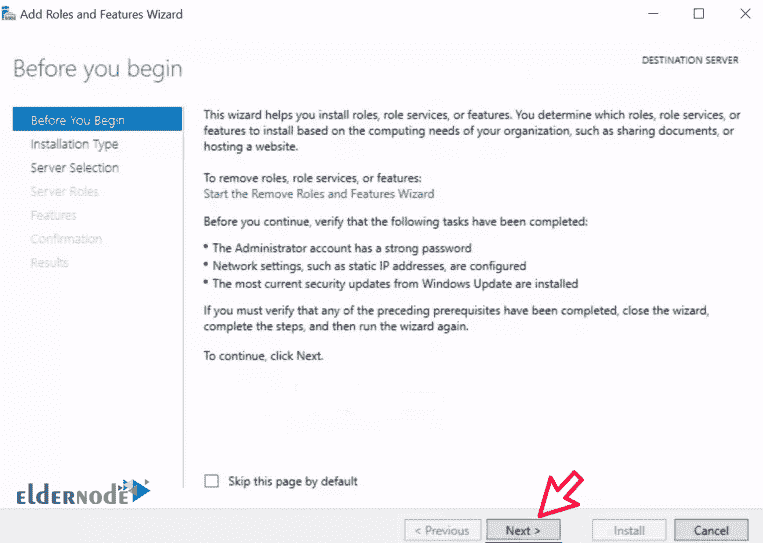 Add Roles and Features Wizard
Before you begin
DESTINATION SERVER
Before You Begin
Installation Type
Server Selection
Server Roles
Features
Confirmation
Results
This wizard helps you install roles, role services, or features. You determine which roles, role services, or
features to install based on the computing needs of your organization, such as sharing documents, or
hosting a website.
To remove roles, role services, or features:
Start the Remove Roles and Features Wizard
Before you continue, verify that the following tasks have been completed:
• The Administrator account has a strong password
• Network settings, such as static IP addresses, are configured
• The most current security updates from Windows Update are installed
If you must verify that any of the preceding prerequisites have been completed, close the wizard,
complete the steps, and then run the wizard again.
To continue, click Next.
Skip this page by default
eldernode
< Previous
Next >
Install
Cancel